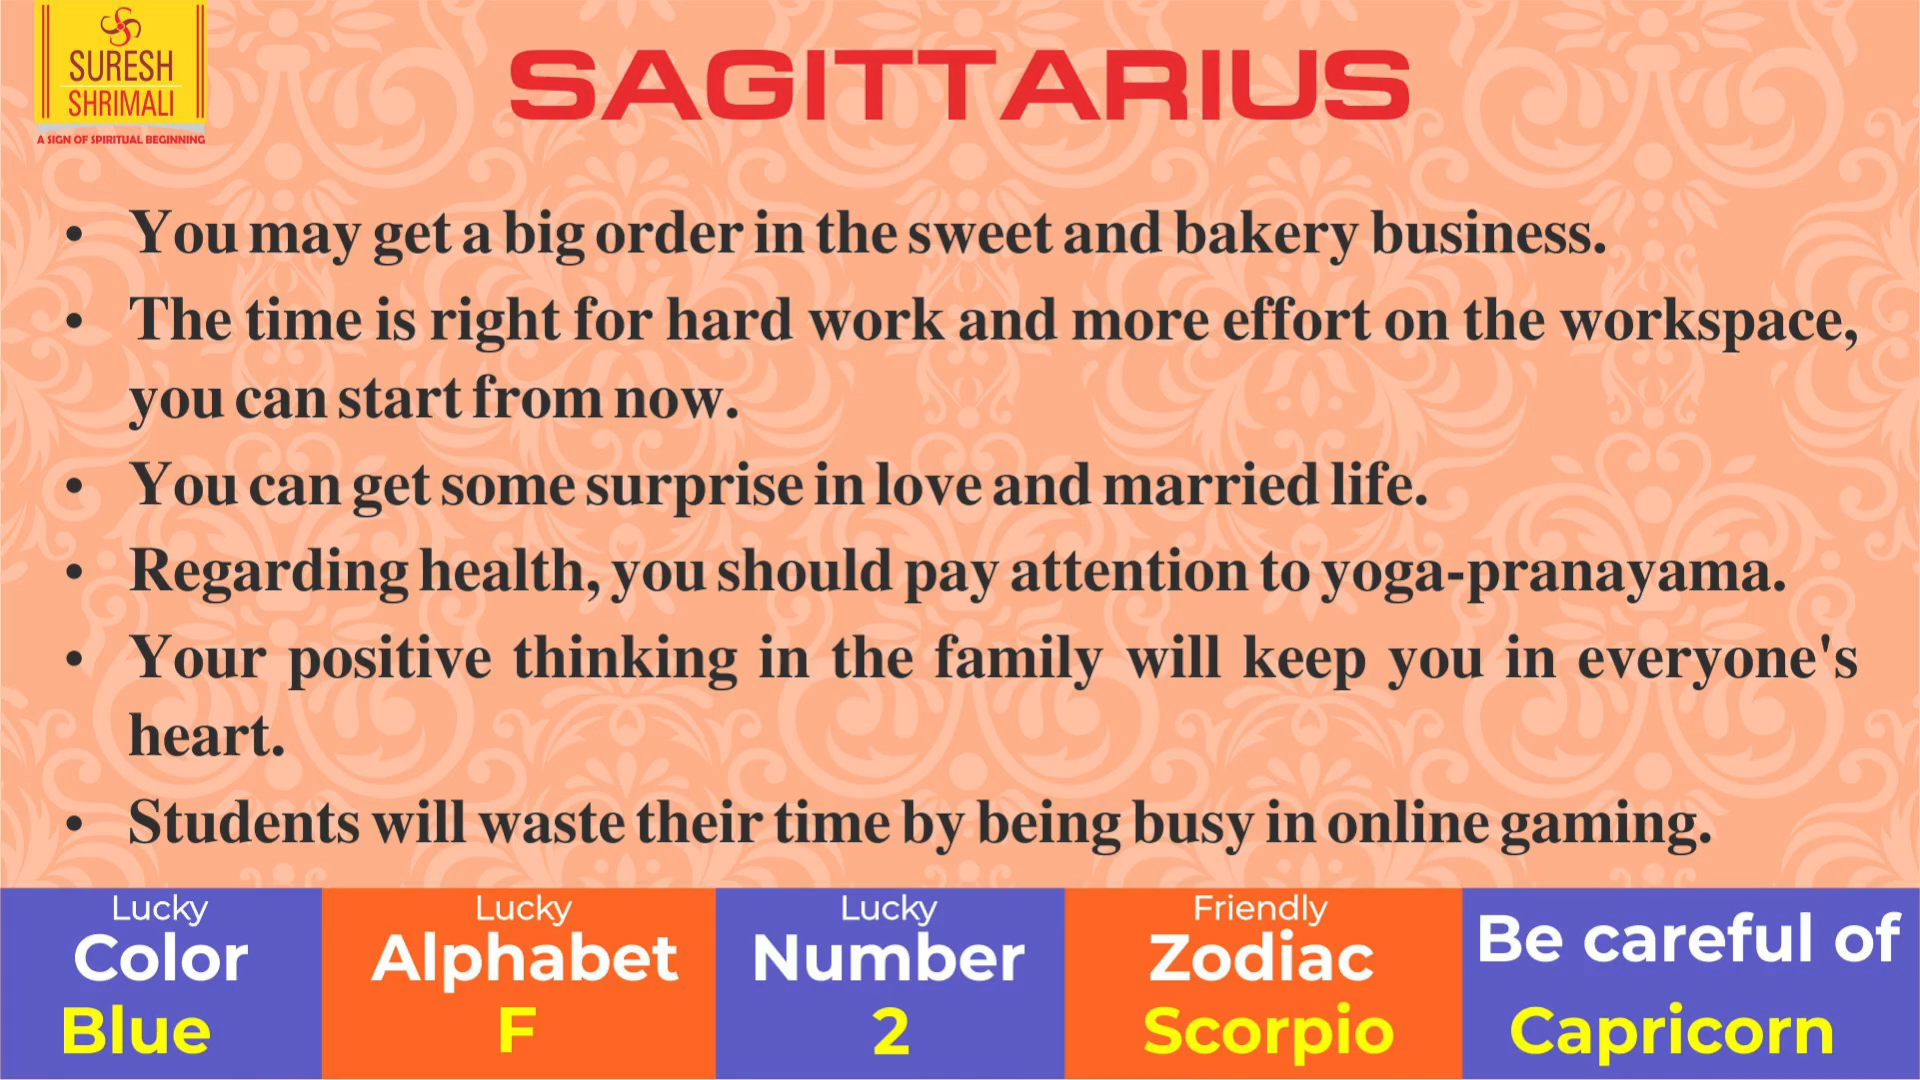 SURESH
SHRIMALI
A SIGN OF SPIRITUAL BEGINNING
SAGITTARIUS
• You may get a big order in the sweet and bakery business.
• The time is right for hard work and more effort on the workspace,
you can start from now.
• You can get some surprise in love and married life.
• Regarding health, you should pay attention to yoga-pranayama.
• Your positive thinking in the family will keep you in everyone's
heart.
• Students will waste their time by being busy in online gaming.
Lucky
Color
Blue
Lucky
Alphabet
F
Lucky
Number
2
Friendly
Zodiac
Scorpio
Be careful of
Capricorn